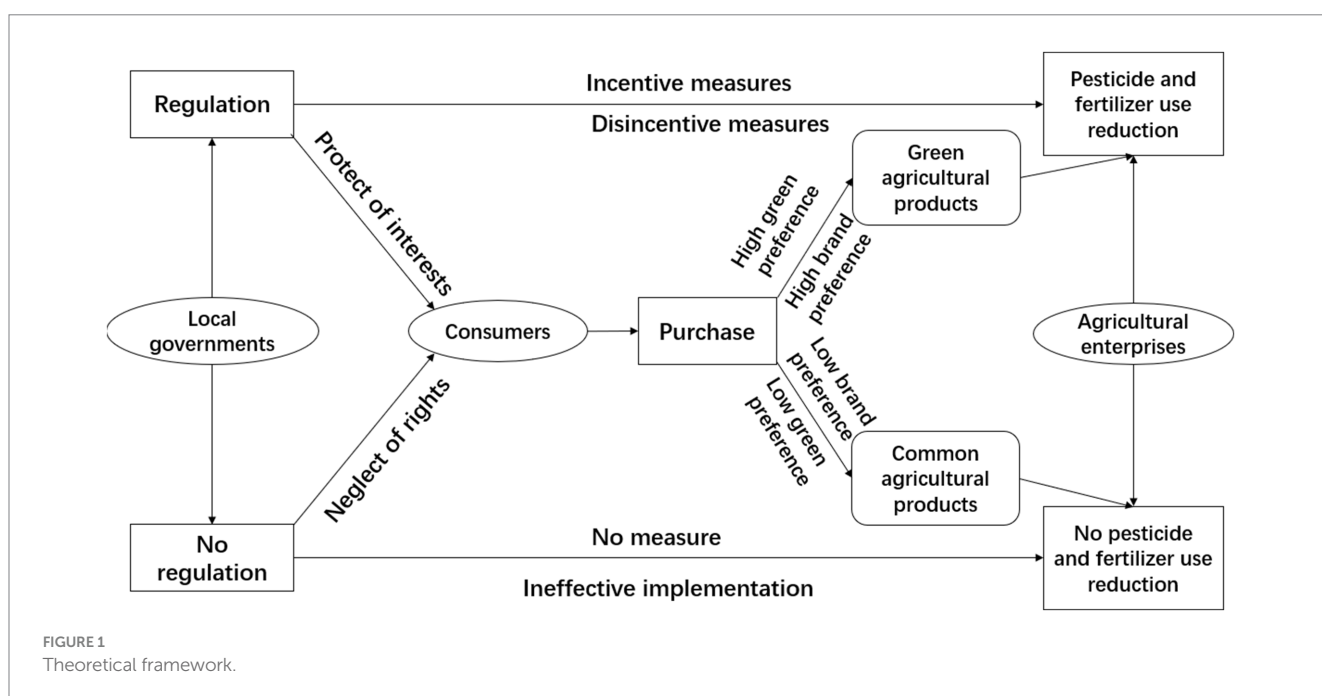 Regulation
Incentive measures
Disincentive measures
Pesticide and
fertilizer use
reduction
Protect of interests
Green
agricultural
products
High green
preference
High brand
preference
Local
governments
Consumers
Purchase
Agricultural
enterprises
Neglect of rights
Low brand
preference
Low green
preference
Common
agricultural
products
No
regulation
No measure
Ineffective implementation
No pesticide
and fertilizer use
reduction
FIGURE 1
Theoretical framework.